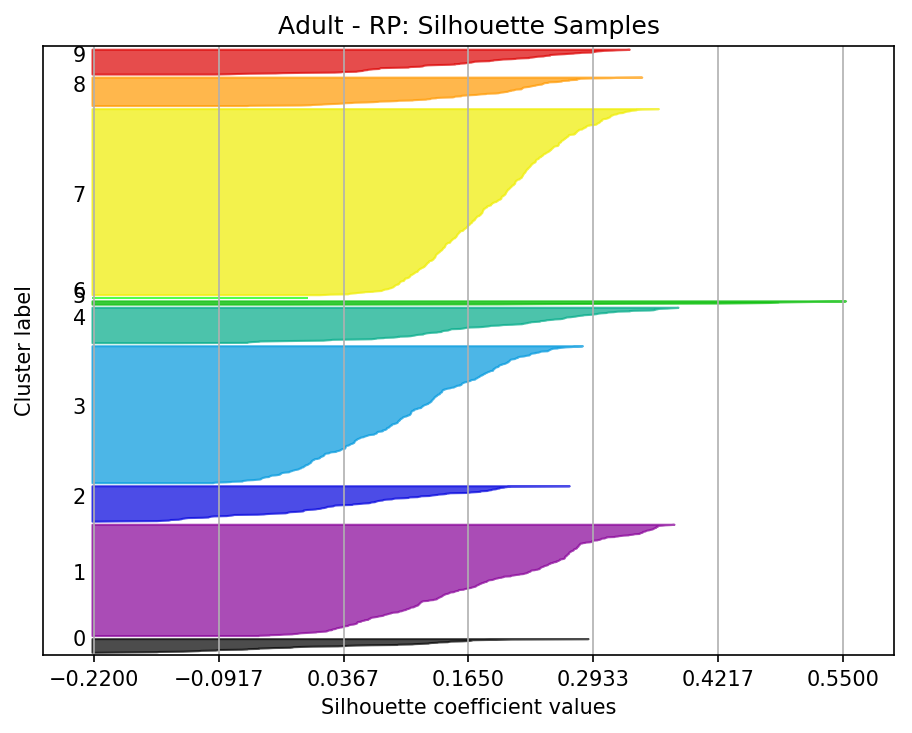 Adult - RP: Silhouette Samples
9
8
7
6
5
4
3
2
1
0
Cluster label
−0.2200 −0.0917 0.0367 0.1650 0.2933 0.4217 0.5500
Silhouette coefficient values